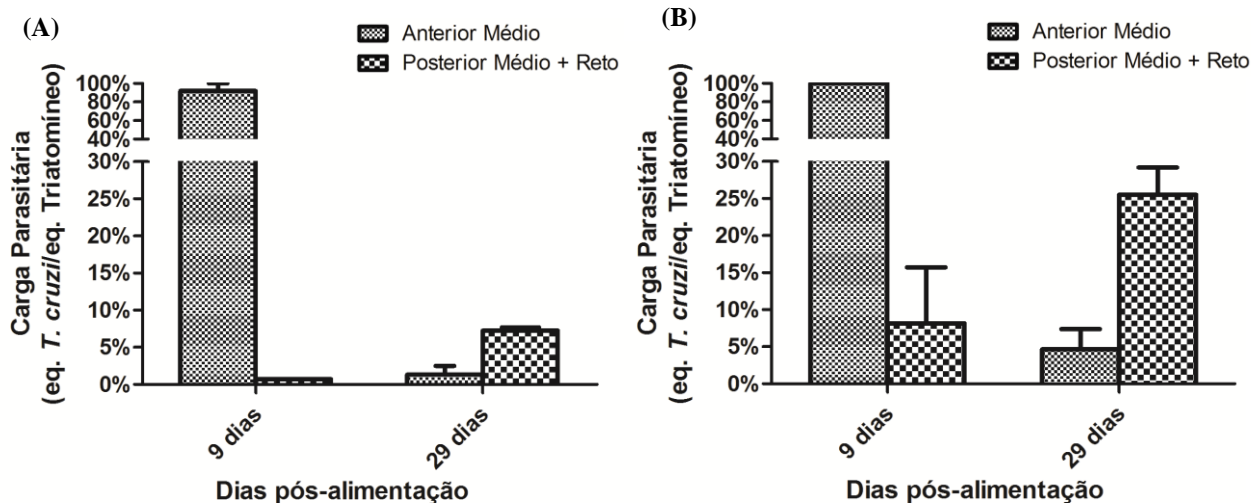 (A)
Anterior Médio
Posterior Médio + Reto
Carga Parasitária
(eq. T. cruzi/eq. Triatomíneo)
100%
80%
60%
40%
30%
25%
20%
15%
10%
5%
0%
9 dias
29 dias
Dias pós-alimentação
(B)
Anterior Médio
Posterior Médio + Reto
Carga Parasitária
(eq. T. cruzi/eq. Triatomíneo)
100%
80%
60%
40%
30%
25%
20%
15%
10%
5%
0%
9 dias
29 dias
Dias pós-alimentação